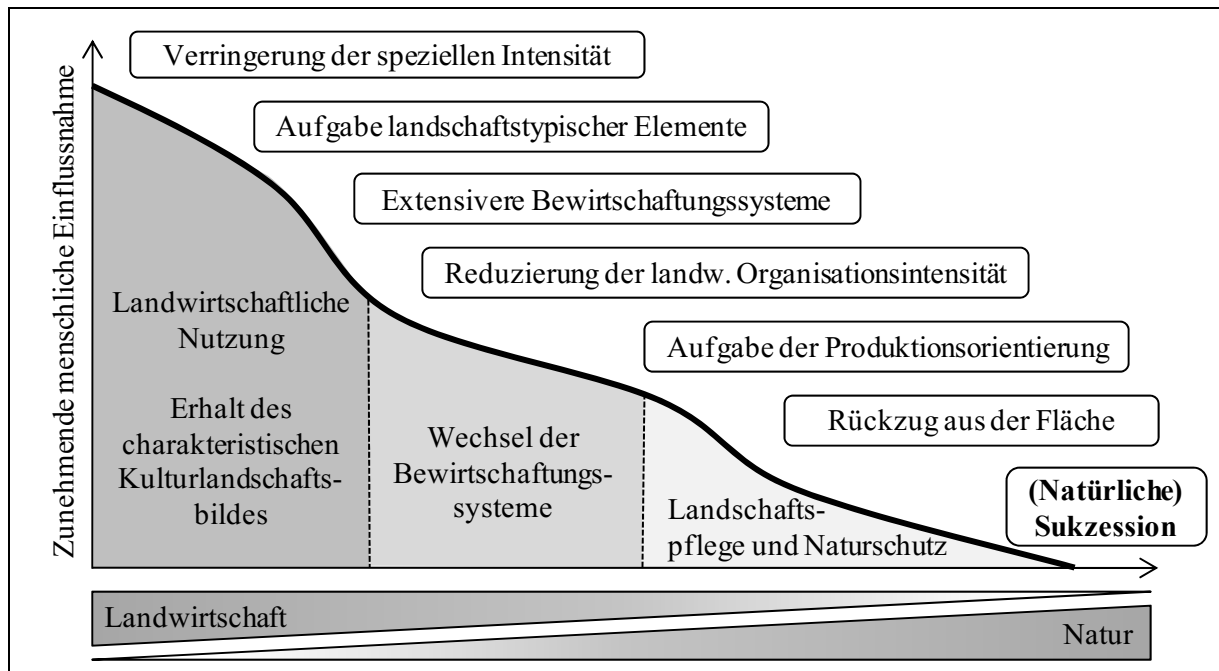 Zunehmende menschliche Einflussnahme
Verringerung der speziellen Intensität
Aufgabe landschaftstypischer Elemente
Extensivere Bewirtschaftungssysteme
Reduzierung der landw. Organisationsintensität
Aufgabe der Produktionsorientierung
Rückzug aus der Fläche
(Natürliche)
Sukzession
Landwirtschaftliche
Nutzung
Erhalt des
charakteristischen
Kulturlandschafts-
bildes
Wechsel der
Bewirtschaftungs-
systeme
Landschafts-
pflege und Naturschutz
Landwirtschaft
Natur